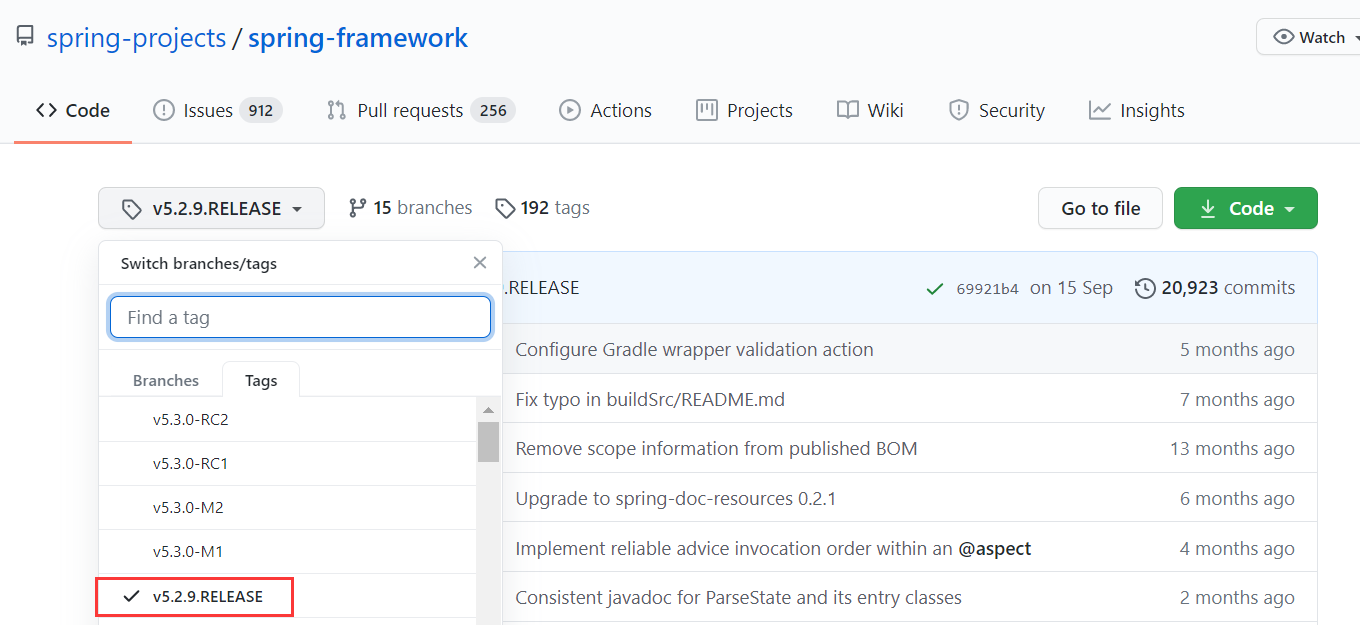 spring-projects / spring-framework
Watch
Code Issues 912 Pull requests 256 Actions Projects Wiki Security Insights
v5.2.9.RELEASE 15 branches 192 tags Go to file Code
Switch branches/tags
.RELEASE 69921b4 on 15 Sep 20,923 commits
Find a tag
Configure Gradle wrapper validation action 5 months ago
Branches Tags
Fix typo in buildSrc/README.md 7 months ago
v5.3.0-RC2
Remove scope information from published BOM 13 months ago
v5.3.0-RC1
Upgrade to spring-doc-resources 0.2.1 6 months ago
v5.3.0-M2
Implement reliable advice invocation order within an @aspect 4 months ago
v5.3.0-M1
Consistent javadoc for ParseState and its entry classes 2 months ago
v5.2.9.RELEASE